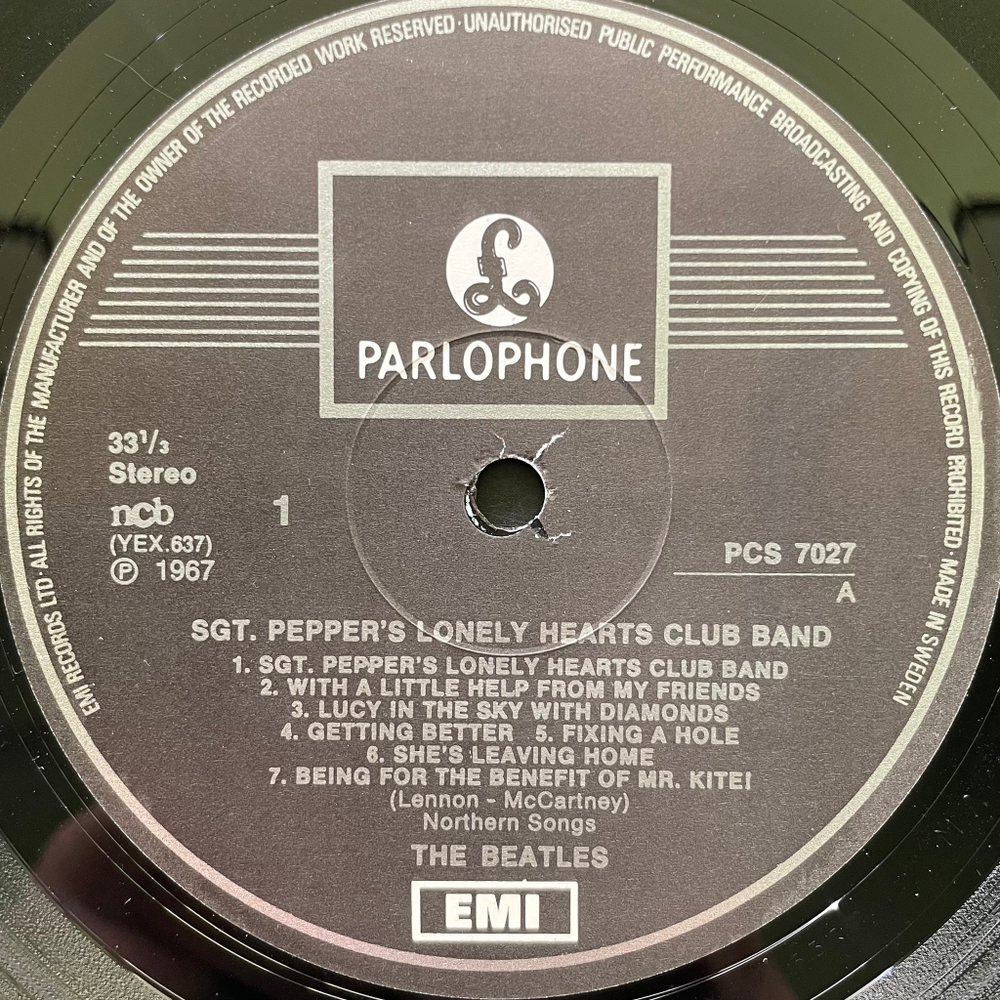 EMI RECORDS LTD·ALL RIGHTS OF THE MANUFACTURER AND OF THE OWNER OF THE RECORDED WORK RESERVED·UNAUTHORISED PUBLIC PERFORMANCE BROADCASTING AND COPYING OF THIS RECORD PROHIBITED·MADE IN SWEDEN
£
PARLOPHONE
33¹/₃
Stereo
ncb
1
(YEX.637)
℗ 1967
PCS 7027
A
SGT. PEPPER'S LONELY HEARTS CLUB BAND
1. SGT. PEPPER'S LONELY HEARTS CLUB BAND
2. WITH A LITTLE HELP FROM MY FRIENDS
3. LUCY IN THE SKY WITH DIAMONDS
4. GETTING BETTER 5. FIXING A HOLE
6. SHE'S LEAVING HOME
7. BEING FOR THE BENEFIT OF MR. KITE!
(Lennon - McCartney)
Northern Songs
THE BEATLES
EMI